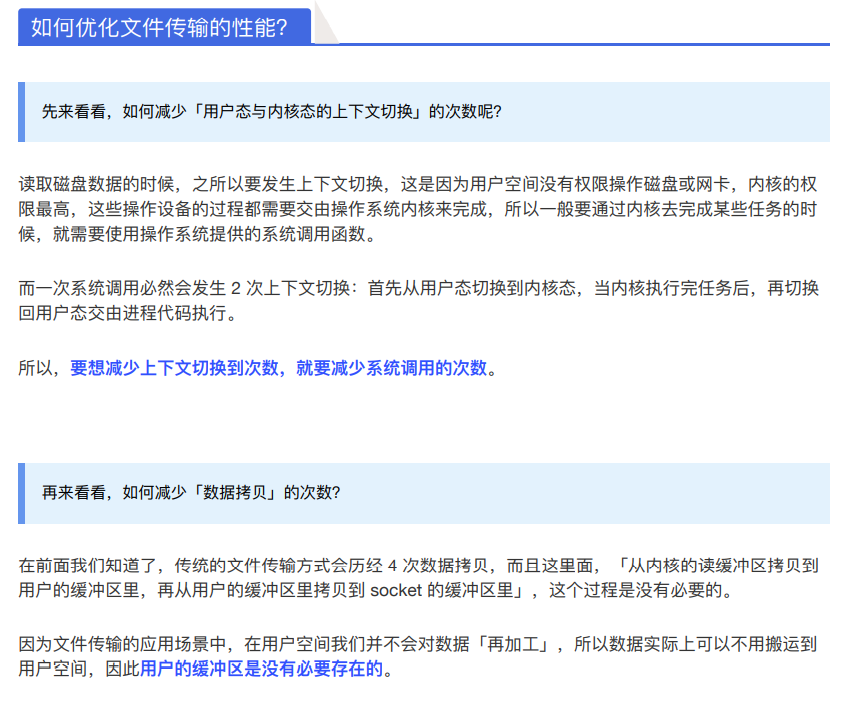 如何优化文件传输的性能？
先来看看，如何减少「用户态与内核态的上下文切换」的次数呢？
读取磁盘数据的时候，之所以要发生上下文切换，这是因为用户空间没有权限操作磁盘或网卡，内核的权
限最高，这些操作设备的过程都需要交由操作系统内核来完成，所以一般要通过内核去完成某些任务的时
候，就需要使用操作系统提供的系统调用函数。
而一次系统调用必然会发生 2 次上下文切换：首先从用户态切换到内核态，当内核执行完任务后，再切换
回用户态交由进程代码执行。
所以，要想减少上下文切换到次数，就要减少系统调用的次数。
再来看看，如何减少「数据拷贝」的次数？
在前面我们知道了，传统的文件传输方式会历经 4 次数据拷贝，而且这里面，「从内核的读缓冲区拷贝到
用户的缓冲区里，再从用户的缓冲区里拷贝到 socket 的缓冲区里」，这个过程是没有必要的。
因为文件传输的应用场景中，在用户空间我们并不会对数据「再加工」，所以数据实际上可以不用搬运到
用户空间，因此用户的缓冲区是没有必要存在的。